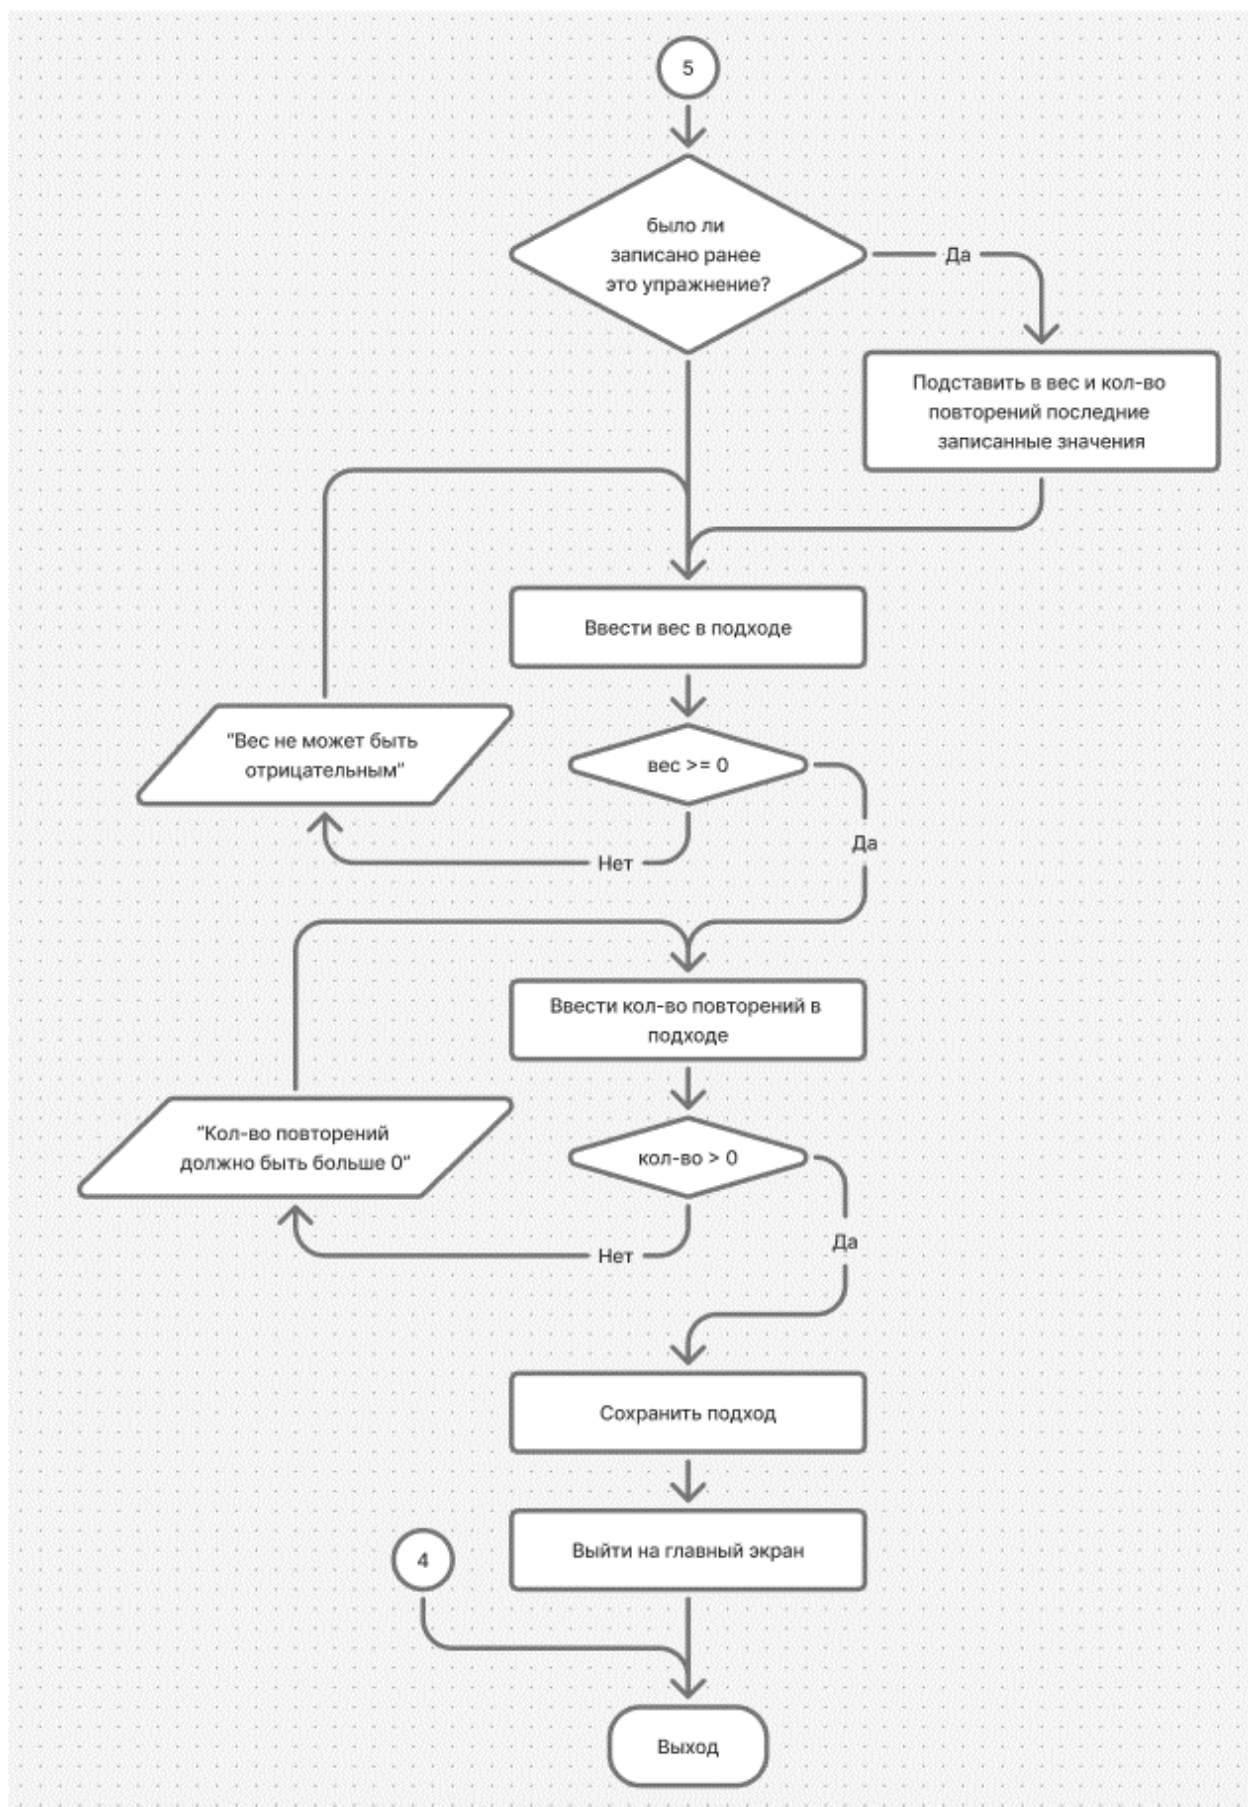 5
было ли
записано ранее
это упражнение?
Да
Подставить в вес и кол-во
повторений последние
записанные значения
Ввести вес в подходе
"Вес не может быть
отрицательным"
вес >= 0
Да
Нет
Ввести кол-во повторений в
подходе
"Кол-во повторений
должно быть больше 0"
кол-во > 0
Да
Нет
Сохранить подход
Выйти на главный экран
4
Выход